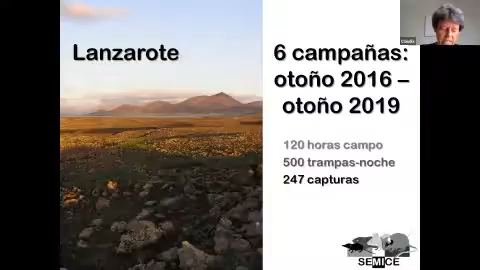 Lanzarote
6 campañas:
otoño 2016 –
otoño 2019
120 horas campo
500 trampas-noche
247 capturas
SEMICE